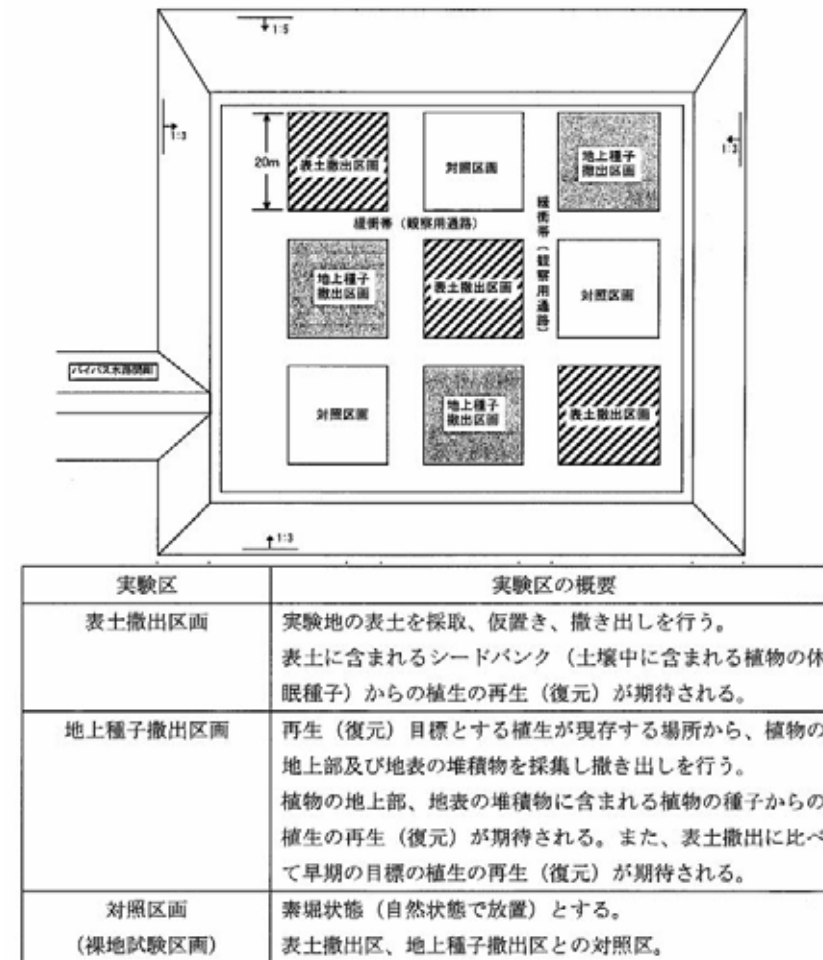 1:5
1:3
1:3
20m
表土撒出区画
対照区画
地上種子
撒出区画
緩衝帯（観察用通路）
緩衝帯（観察用通路）
地上種子
撒出区画
表土撒出区画
対照区画
対照区画
地上種子
撒出区画
表土撒出区画
1:3
実験区
実験区の概要
表土撒出区画
実験地の表土を採取、仮置き、撒き出しを行う。
表土に含まれるシードバンク（土壌中に含まれる植物の休
眠種子）からの植生の再生（復元）が期待される。
地上種子撒出区画
再生（復元）目標とする植生が現存する場所から、植物の
地上部及び地表の堆積物を採集し撒き出しを行う。
植物の地上部、地表の堆積物に含まれる植物の種子からの
植生の再生（復元）が期待される。また、表土撒出に比べ
て早期の目標の植生の再生（復元）が期待される。
対照区画
(裸地試験区画)
素堀状態（自然状態で放置）とする。
表土撒出区、地上種子撒出区との対照区。